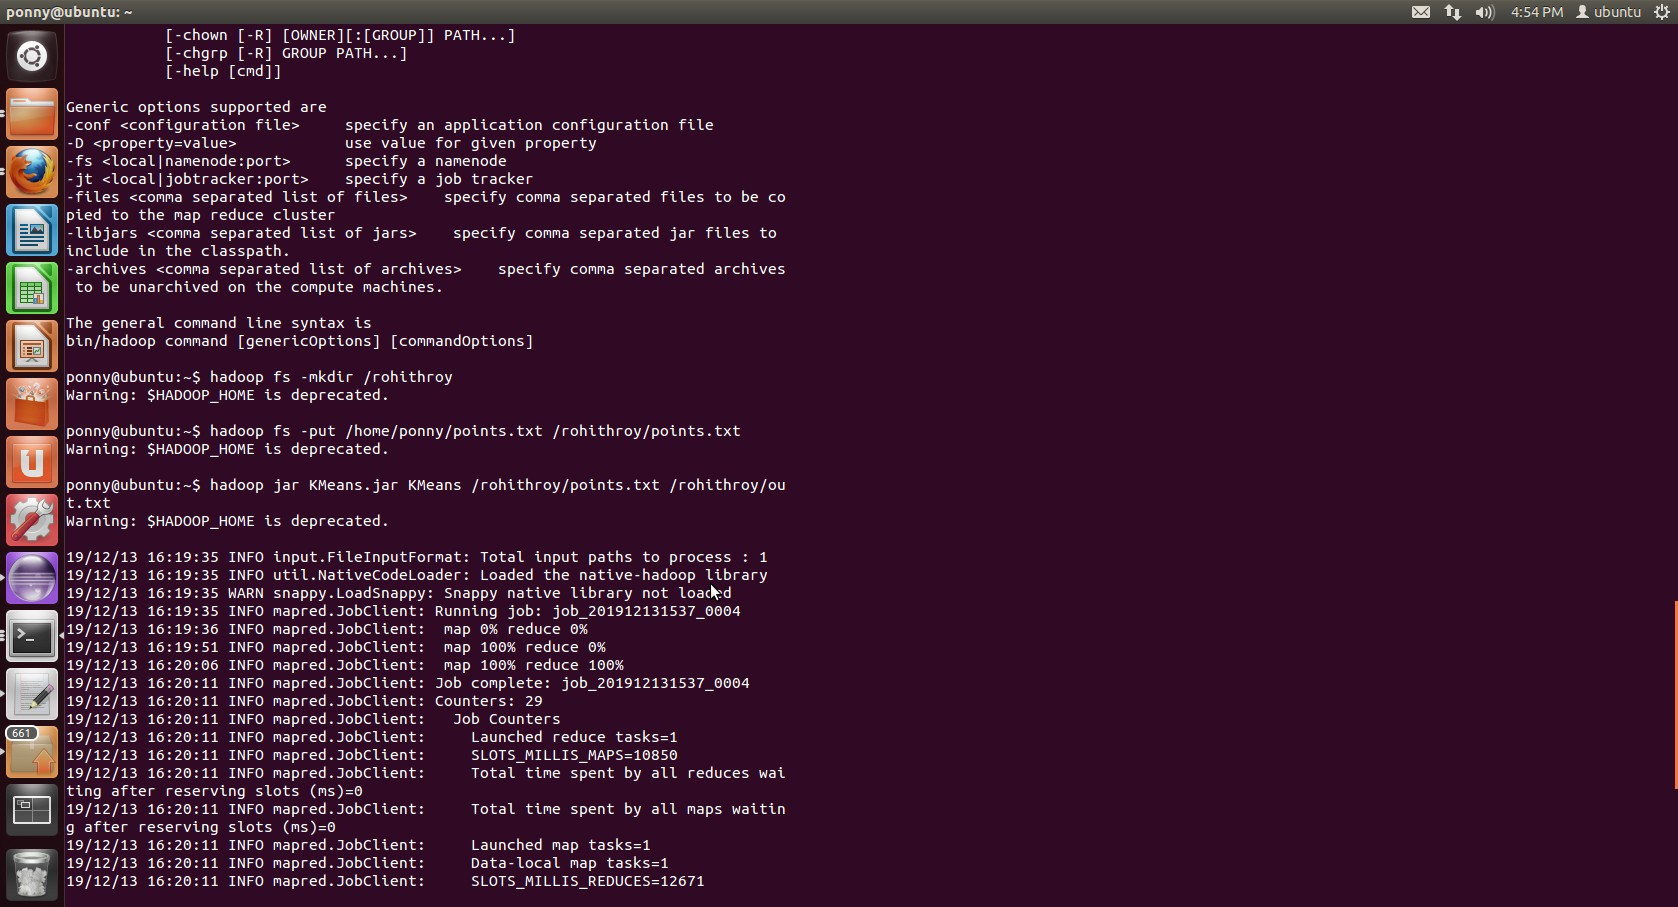 ponny@ubuntu: ~
4:54 PM
ubuntu
[-chown [-R] [OWNER][:[GROUP]] PATH...]
[-chgrp [-R] GROUP PATH...]
[-help [cmd]]
Generic options supported are
-conf <configuration file>     specify an application configuration file
-D <property=value>            use value for given property
-fs <local|namenode:port>      specify a namenode
-jt <local|jobtracker:port>    specify a job tracker
-files <comma separated list of files>    specify comma separated files to be co
pied to the map reduce cluster
-libjars <comma separated list of jars>    specify comma separated jar files to
include in the classpath.
-archives <comma separated list of archives>    specify comma separated archives
 to be unarchived on the compute machines.
The general command line syntax is
bin/hadoop command [genericOptions] [commandOptions]
ponny@ubuntu:~$ hadoop fs -mkdir /rohithroy
Warning: $HADOOP_HOME is deprecated.
ponny@ubuntu:~$ hadoop fs -put /home/ponny/points.txt /rohithroy/points.txt
Warning: $HADOOP_HOME is deprecated.
ponny@ubuntu:~$ hadoop jar KMeans.jar KMeans /rohithroy/points.txt /rohithroy/ou
t.txt
Warning: $HADOOP_HOME is deprecated.
19/12/13 16:19:35 INFO input.FileInputFormat: Total input paths to process : 1
19/12/13 16:19:35 INFO util.NativeCodeLoader: Loaded the native-hadoop library
19/12/13 16:19:35 WARN snappy.LoadSnappy: Snappy native library not loaded
19/12/13 16:19:35 INFO mapred.JobClient: Running job: job_201912131537_0004
19/12/13 16:19:36 INFO mapred.JobClient:  map 0% reduce 0%
19/12/13 16:19:51 INFO mapred.JobClient:  map 100% reduce 0%
19/12/13 16:20:06 INFO mapred.JobClient:  map 100% reduce 100%
19/12/13 16:20:11 INFO mapred.JobClient: Job complete: job_201912131537_0004
19/12/13 16:20:11 INFO mapred.JobClient: Counters: 29
19/12/13 16:20:11 INFO mapred.JobClient:   Job Counters
19/12/13 16:20:11 INFO mapred.JobClient:     Launched reduce tasks=1
19/12/13 16:20:11 INFO mapred.JobClient:     SLOTS_MILLIS_MAPS=10850
19/12/13 16:20:11 INFO mapred.JobClient:     Total time spent by all reduces wai
ting after reserving slots (ms)=0
19/12/13 16:20:11 INFO mapred.JobClient:     Total time spent by all maps waitin
g after reserving slots (ms)=0
19/12/13 16:20:11 INFO mapred.JobClient:     Launched map tasks=1
19/12/13 16:20:11 INFO mapred.JobClient:     Data-local map tasks=1
19/12/13 16:20:11 INFO mapred.JobClient:     SLOTS_MILLIS_REDUCES=12671
661